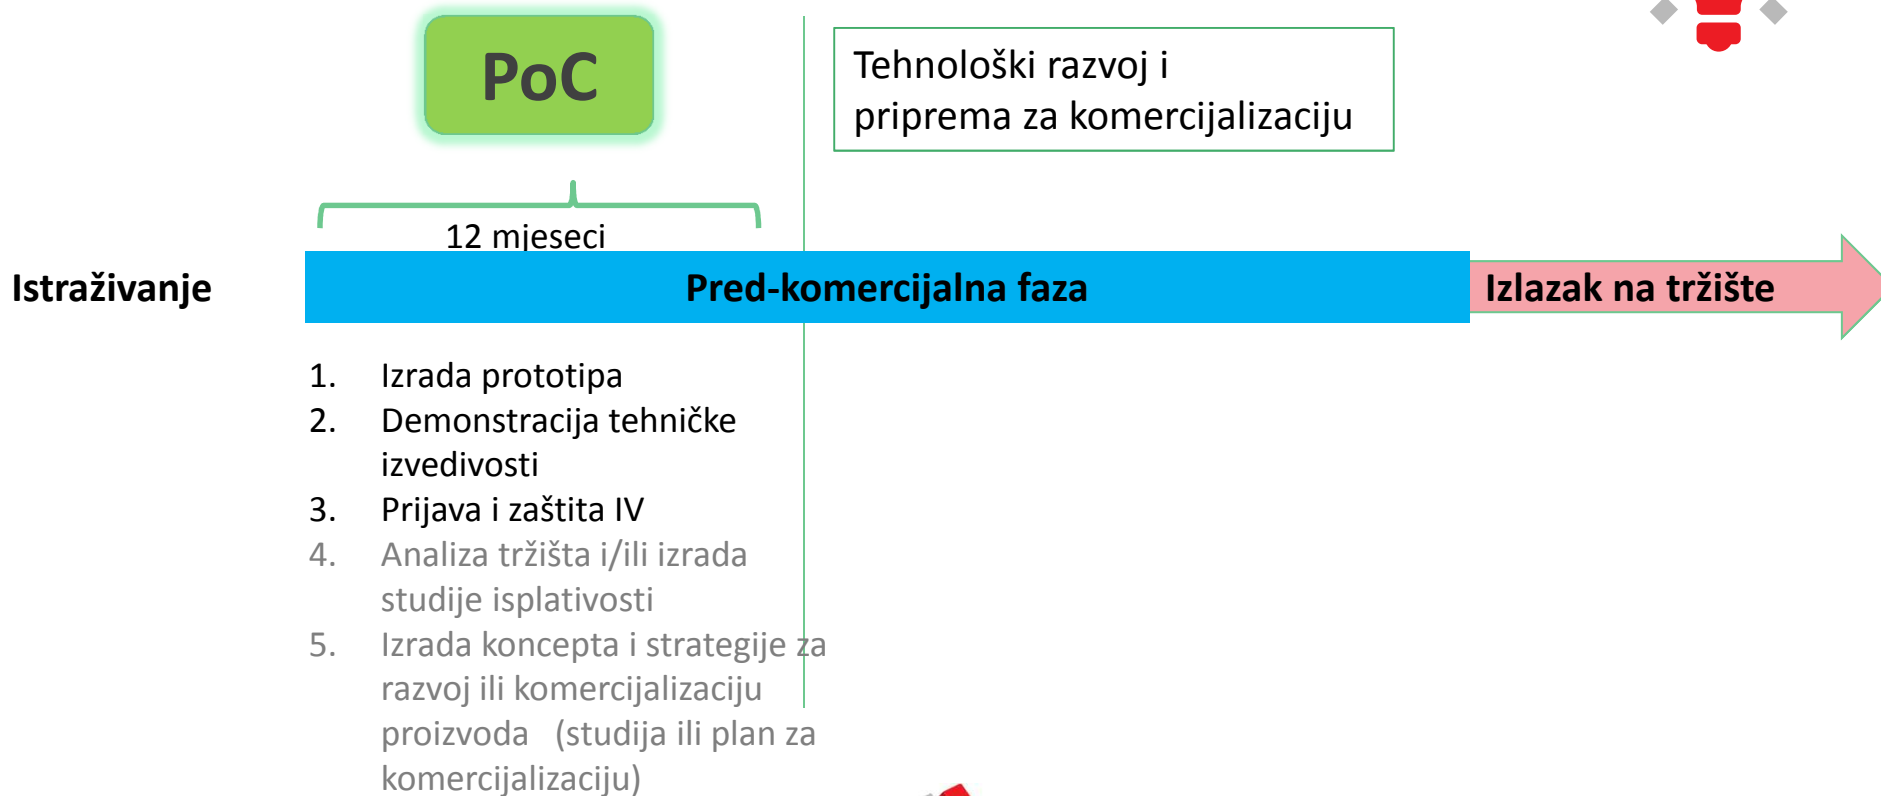 PoC
Tehnološki razvoj i
priprema za komercijalizaciju
12 mjeseci
Istraživanje
Pred-komercijalna faza
Izlazak na tržište
1. Izrada prototipa
2. Demonstracija tehničke
izvedivosti
3. Prijava i zaštita IV
4. Analiza tržišta i/ili izrada
studije isplativosti
5. Izrada koncepta i strategije za
razvoj ili komercijalizaciju
proizvoda (studija ili plan za
komercijalizaciju)